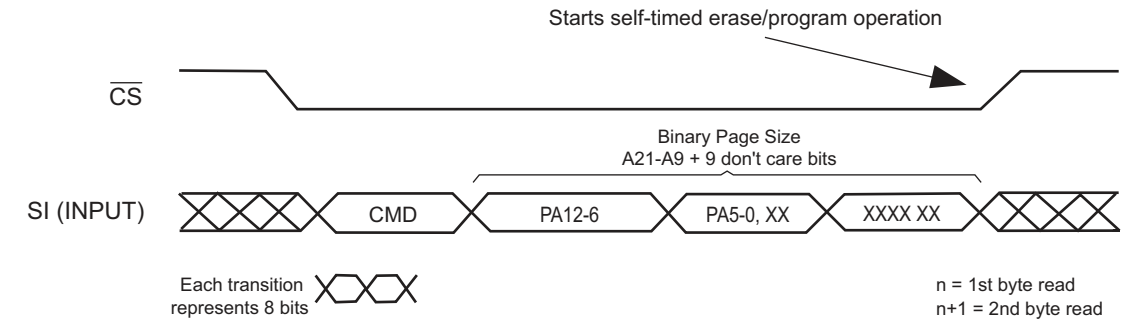 Starts self-timed erase/program operation
CS
Binary Page Size
A21-A9 + 9 don't care bits
SI (INPUT)
CMD
PA12-6
PA5-0, XX
XXXX XX
Each transition
represents 8 bits
n = 1st byte read
n+1 = 2nd byte read